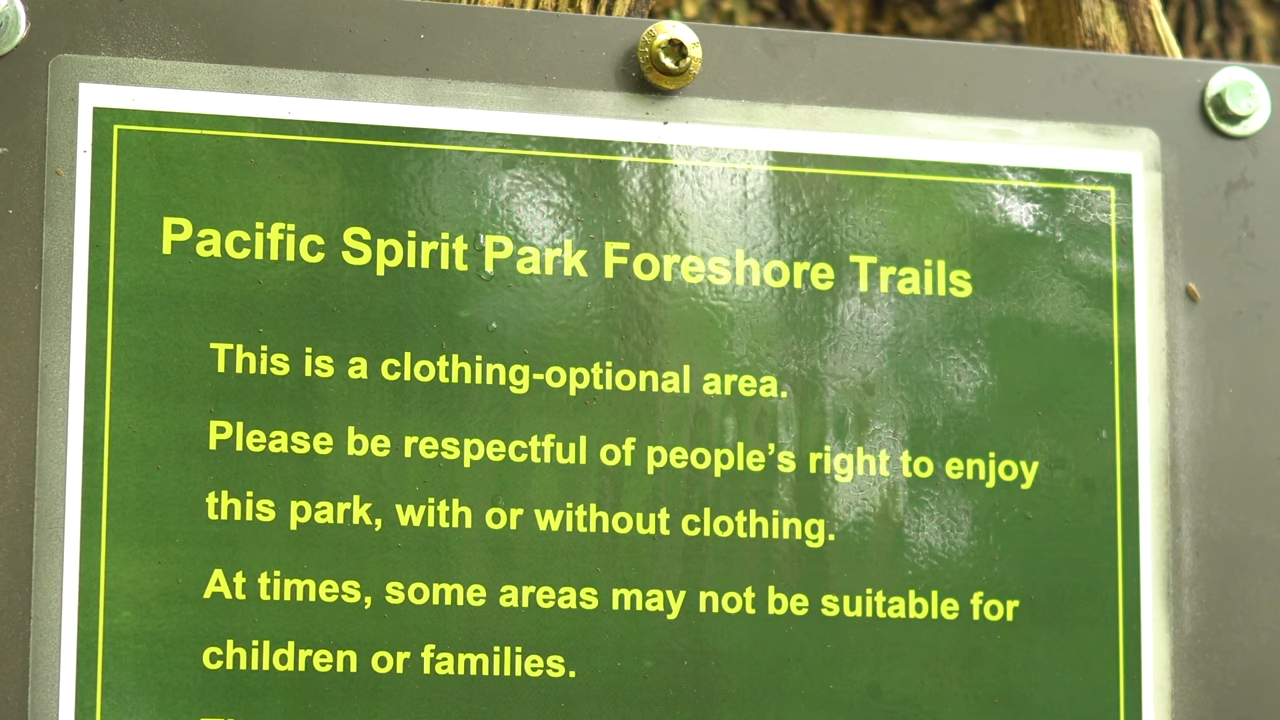 Pacific Spirit Park Foreshore Trails
This is a clothing-optional area.
Please be respectful of people's right to enjoy
this park, with or without clothing.
At times, some areas may not be suitable for
children or families.